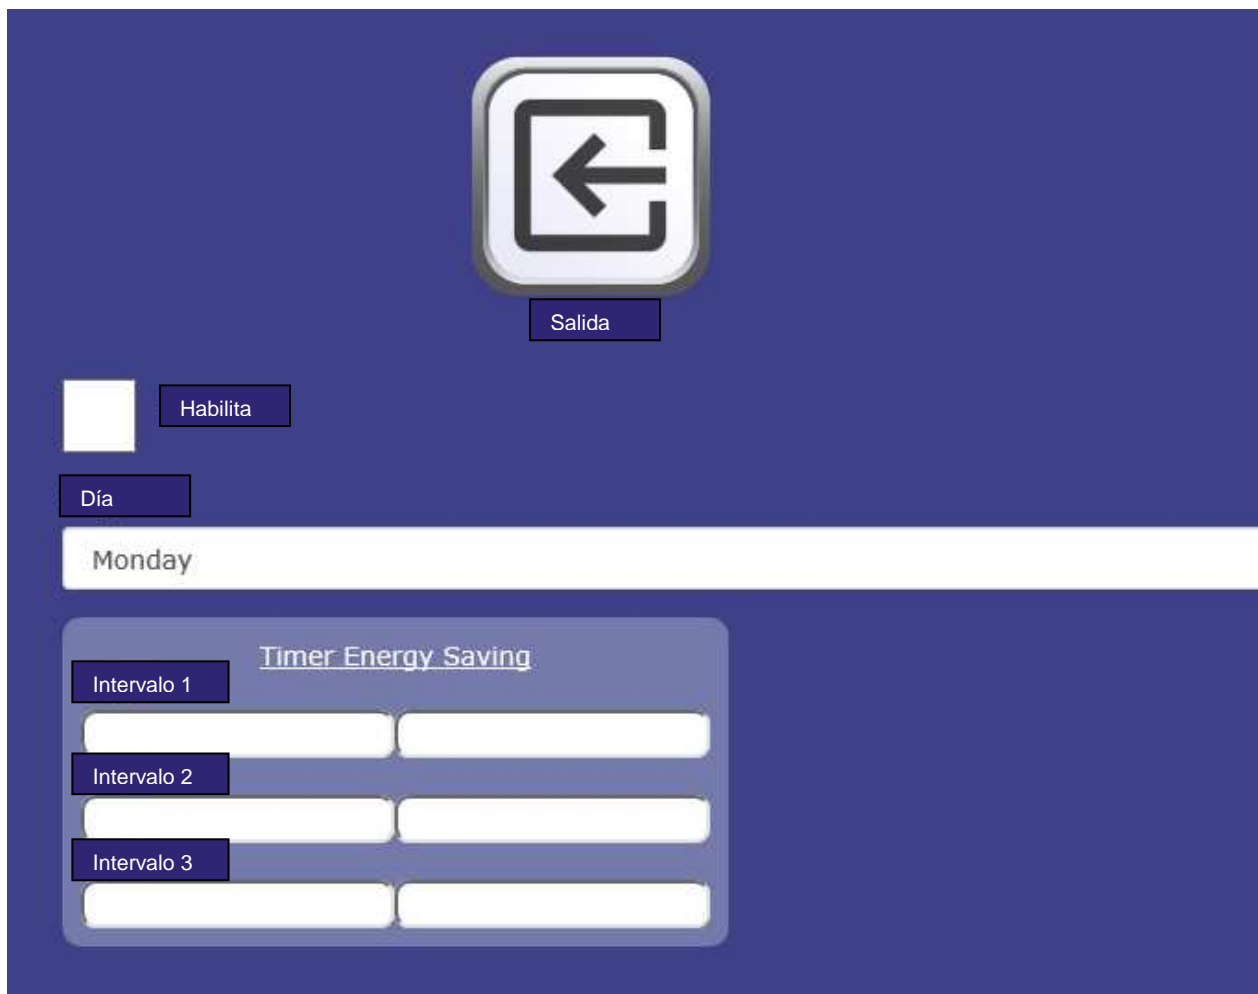 Salida
Habilita
Día
Monday
Timer Energy Saving
Intervalo 1
Intervalo 2
Intervalo 3